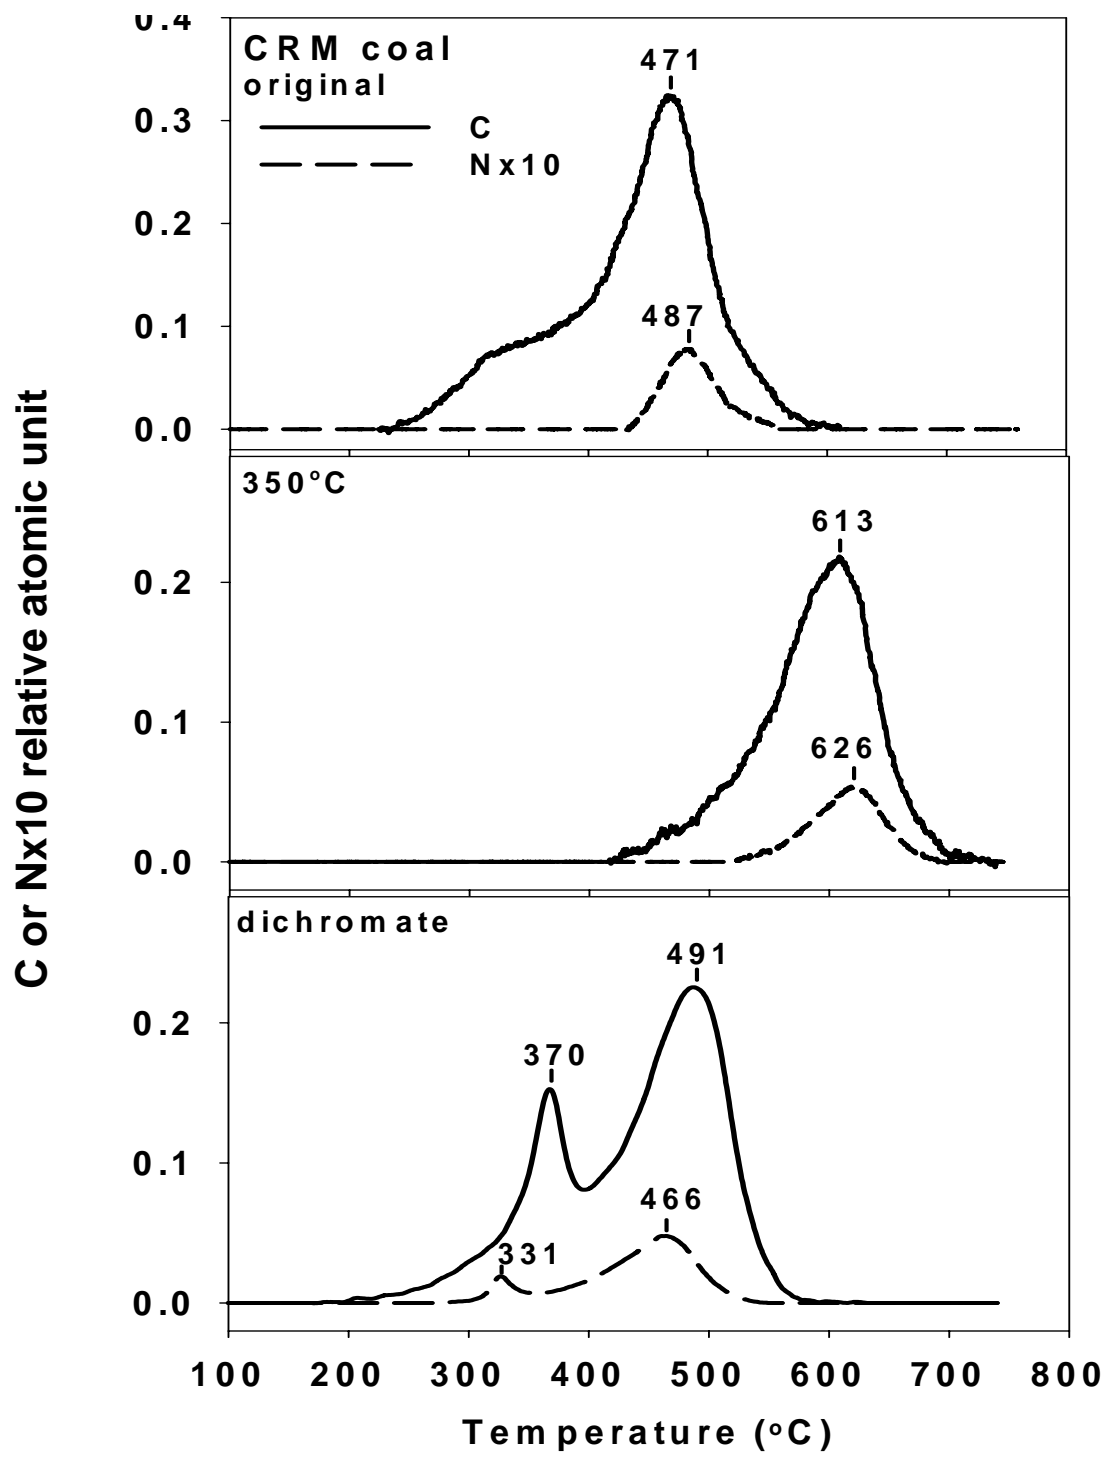 0.4
CRM coal
original
471
0.3
C
Nx10
0.2
487
0.1
0.0
C or Nx10 relative atomic unit
350°C
613
0.2
0.1
626
0.0
dichromate
491
0.2
370
0.1
466
331
0.0
100 200 300 400 500 600 700 800
Temperature (°C)